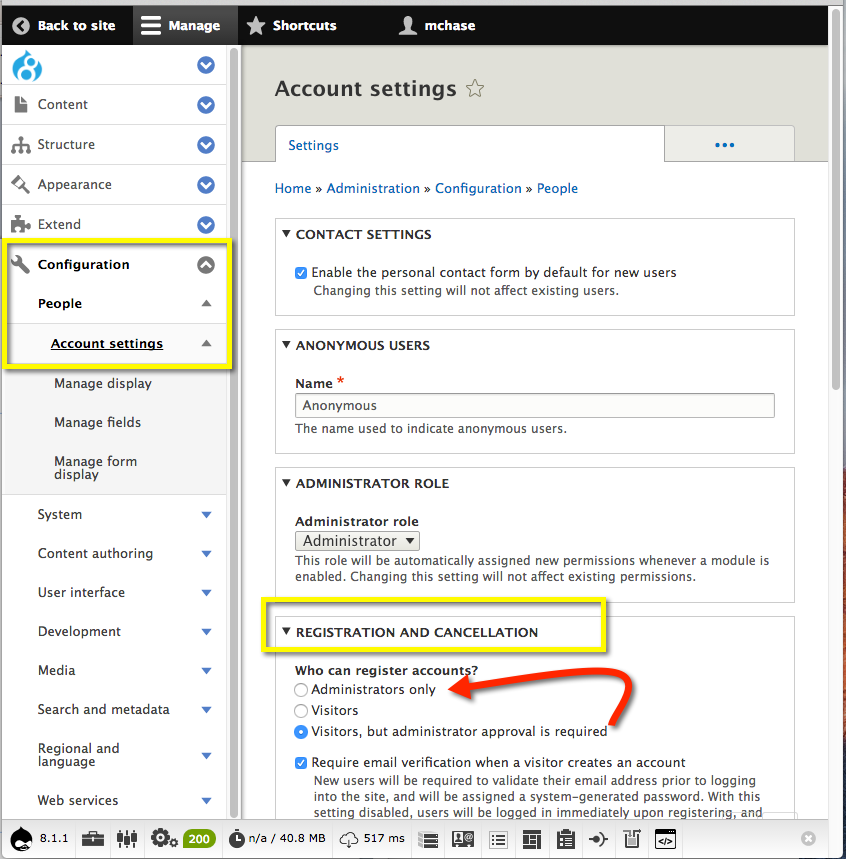 Back to site
Manage
Shortcuts
mchase
Content
Structure
Appearance
Extend
Configuration
People
Account settings
Manage display
Manage fields
Manage form
display
System
Content authoring
User interface
Development
Media
Search and metadata
Regional and
language
Web services
Account settings
Settings
•••
Home » Administration » Configuration » People
CONTACT SETTINGS
Enable the personal contact form by default for new users
Changing this setting will not affect existing users.
ANONYMOUS USERS
Name *
Anonymous
The name used to indicate anonymous users.
ADMINISTRATOR ROLE
Administrator role
Administrator
This role will be automatically assigned new permissions whenever a module is
enabled. Changing this setting will not affect existing permissions.
REGISTRATION AND CANCELLATION
Who can register accounts?
Administrators only
Visitors
Visitors, but administrator approval is required
Require email verification when a visitor creates an account
New users will be required to validate their email address prior to logging
into the site, and will be assigned a system-generated password. With this
setting disabled, users will be logged in immediately upon registering, and
8.1.1
200
n/a / 40.8 MB
517 ms